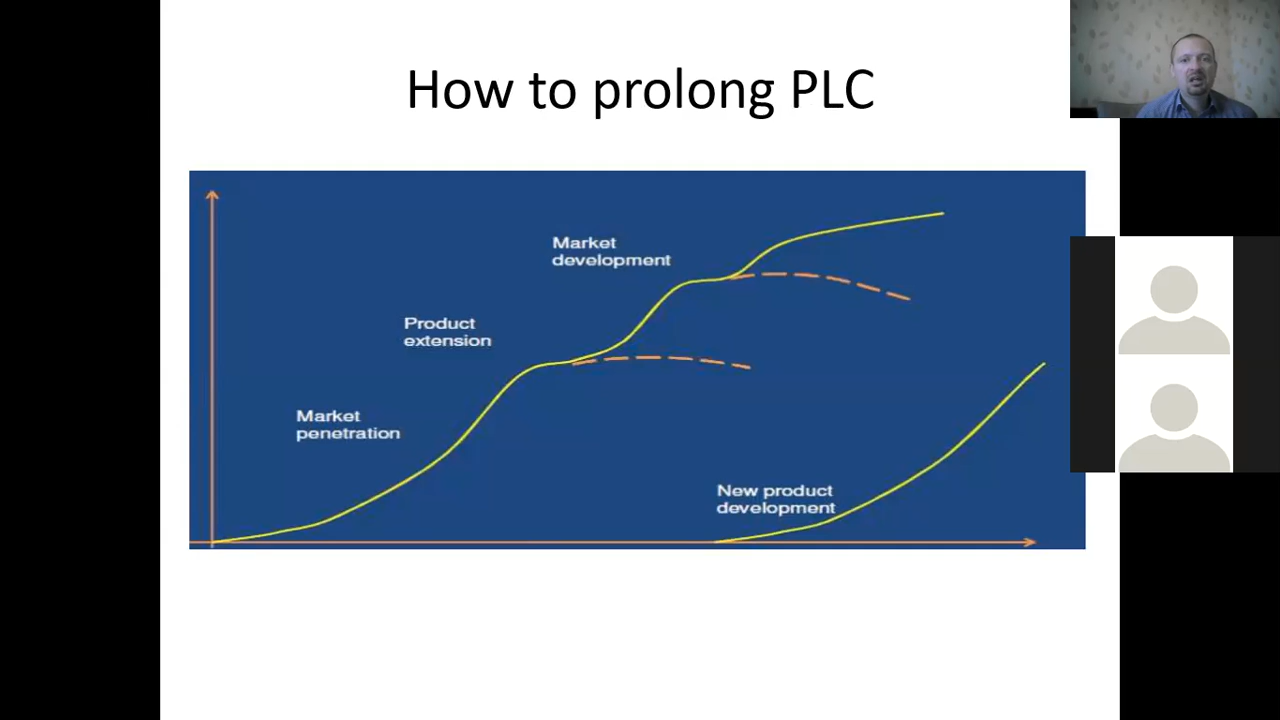 How to prolong PLC
Market
development
Product
extension
Market
penetration
New product
development